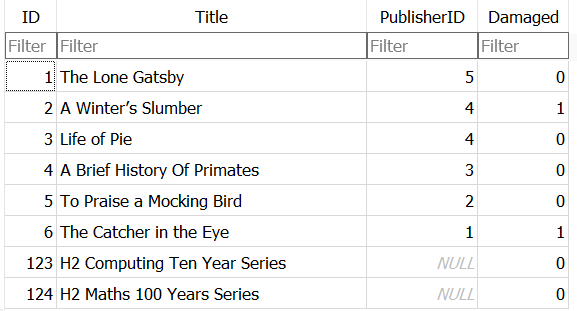 ID Title PublisherID Damaged
Filter Filter Filter Filter
1 The Lone Gatsby 5 0
2 A Winter’s Slumber 4 1
3 Life of Pie 4 0
4 A Brief History Of Primates 3 0
5 To Praise a Mocking Bird 2 0
6 The Catcher in the Eye 1 1
123 H2 Computing Ten Year Series NULL 0
124 H2 Maths 100 Years Series NULL 0